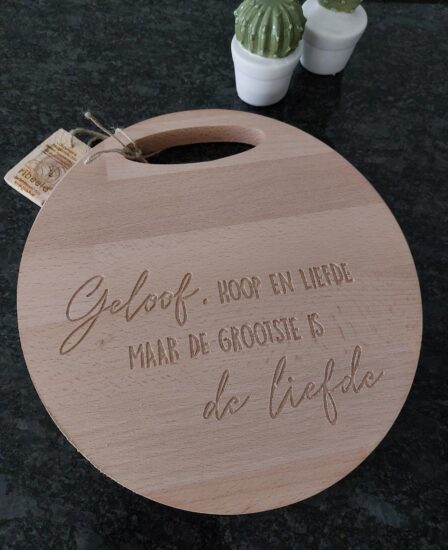 Geloof, HOOP EN LIEFDE
MAAR DE GROOTSTE IS
de liefde